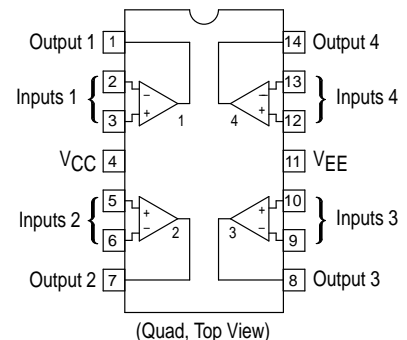 Output 1 1 14 Output 4
2 13
Inputs 1 { − + 1 4 − + } Inputs 4
3 12
VCC 4 11 VEE
5 10
Inputs 2 { + − 2 3 + − } Inputs 3
6 9
Output 2 7 8 Output 3
(Quad, Top View)